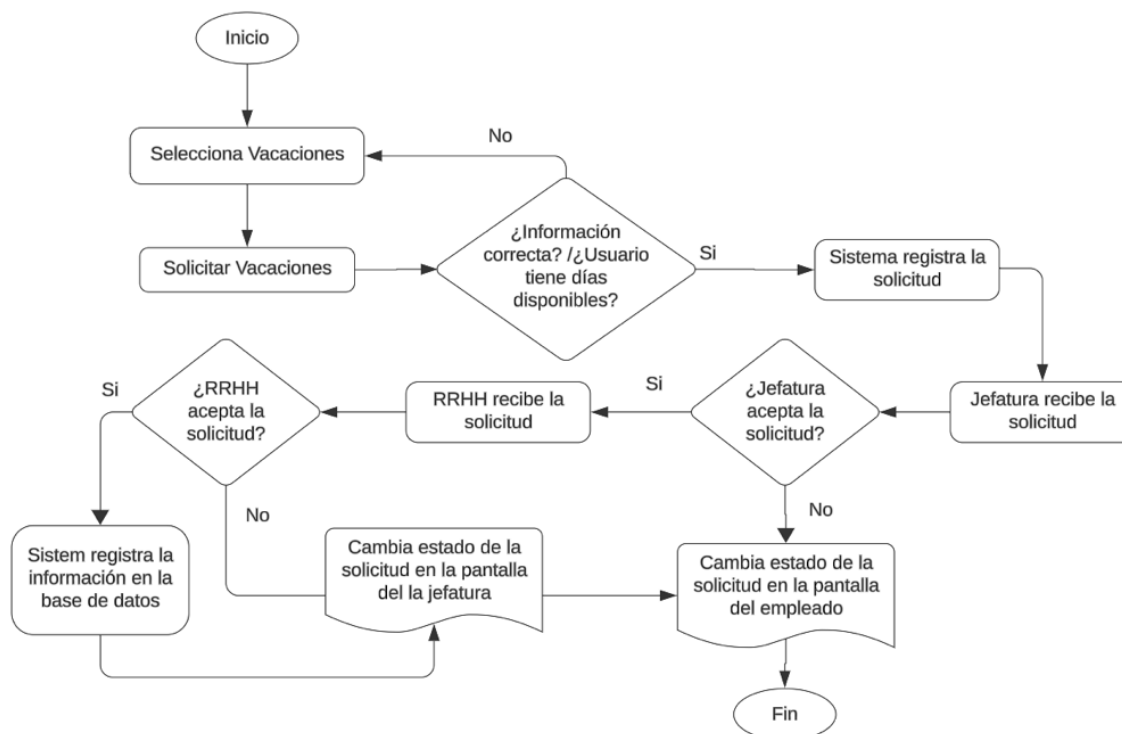 Inicio
No
Selecciona Vacaciones
¿Información
correcta? /¿Usuario
tiene días
disponibles?
Solicitar Vacaciones
Si
Sistema registra la
solicitud
Si
¿RRHH
acepta la
solicitud?
RRHH recibe la
solicitud
Si
¿Jefatura
acepta la
solicitud?
Jefatura recibe la
solicitud
No
No
Sistem registra la
información en la
base de datos
Cambia estado de la
solicitud en la pantalla
del la jefatura
Cambia estado de la
solicitud en la pantalla
del empleado
Fin